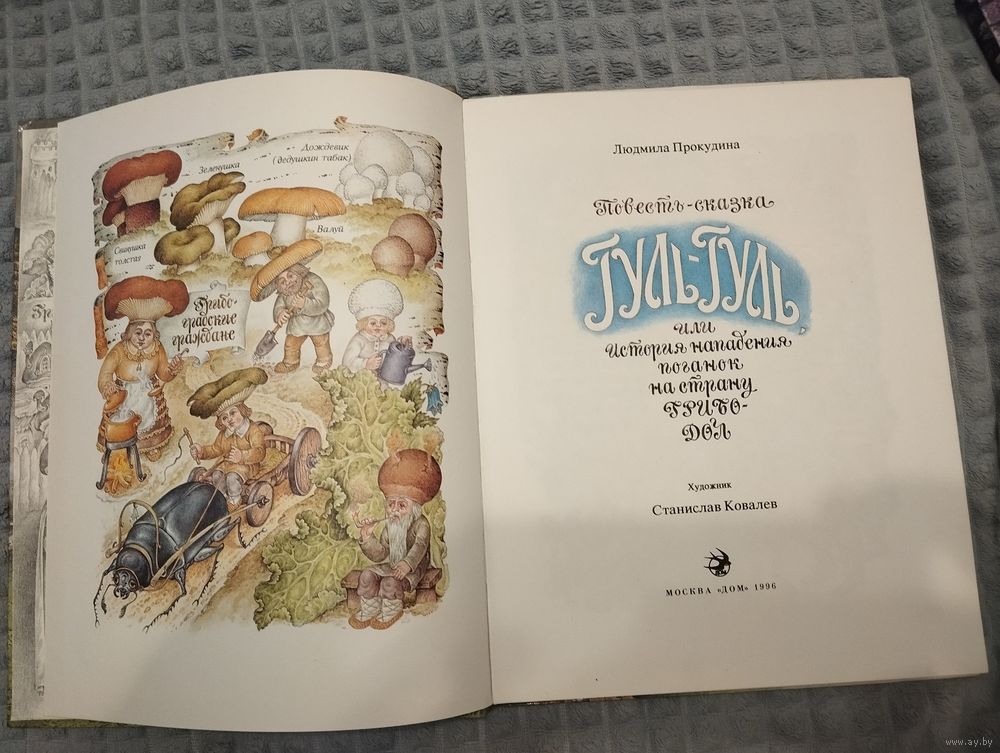 Дождевик
(дедушкин табак)
Зеленушка
Валуй
Свинушка
толстая
Грибо-
градские
граждане
Людмила Прокудина
Повесть-сказка
ГУЛЬ-ГУЛЬ,
или
История нападения
поганок
на страну
ГРИБО-
ДОЛ
Художник
Станислав Ковалев
МОСКВА «ДОМ» 1996
www.ay.by